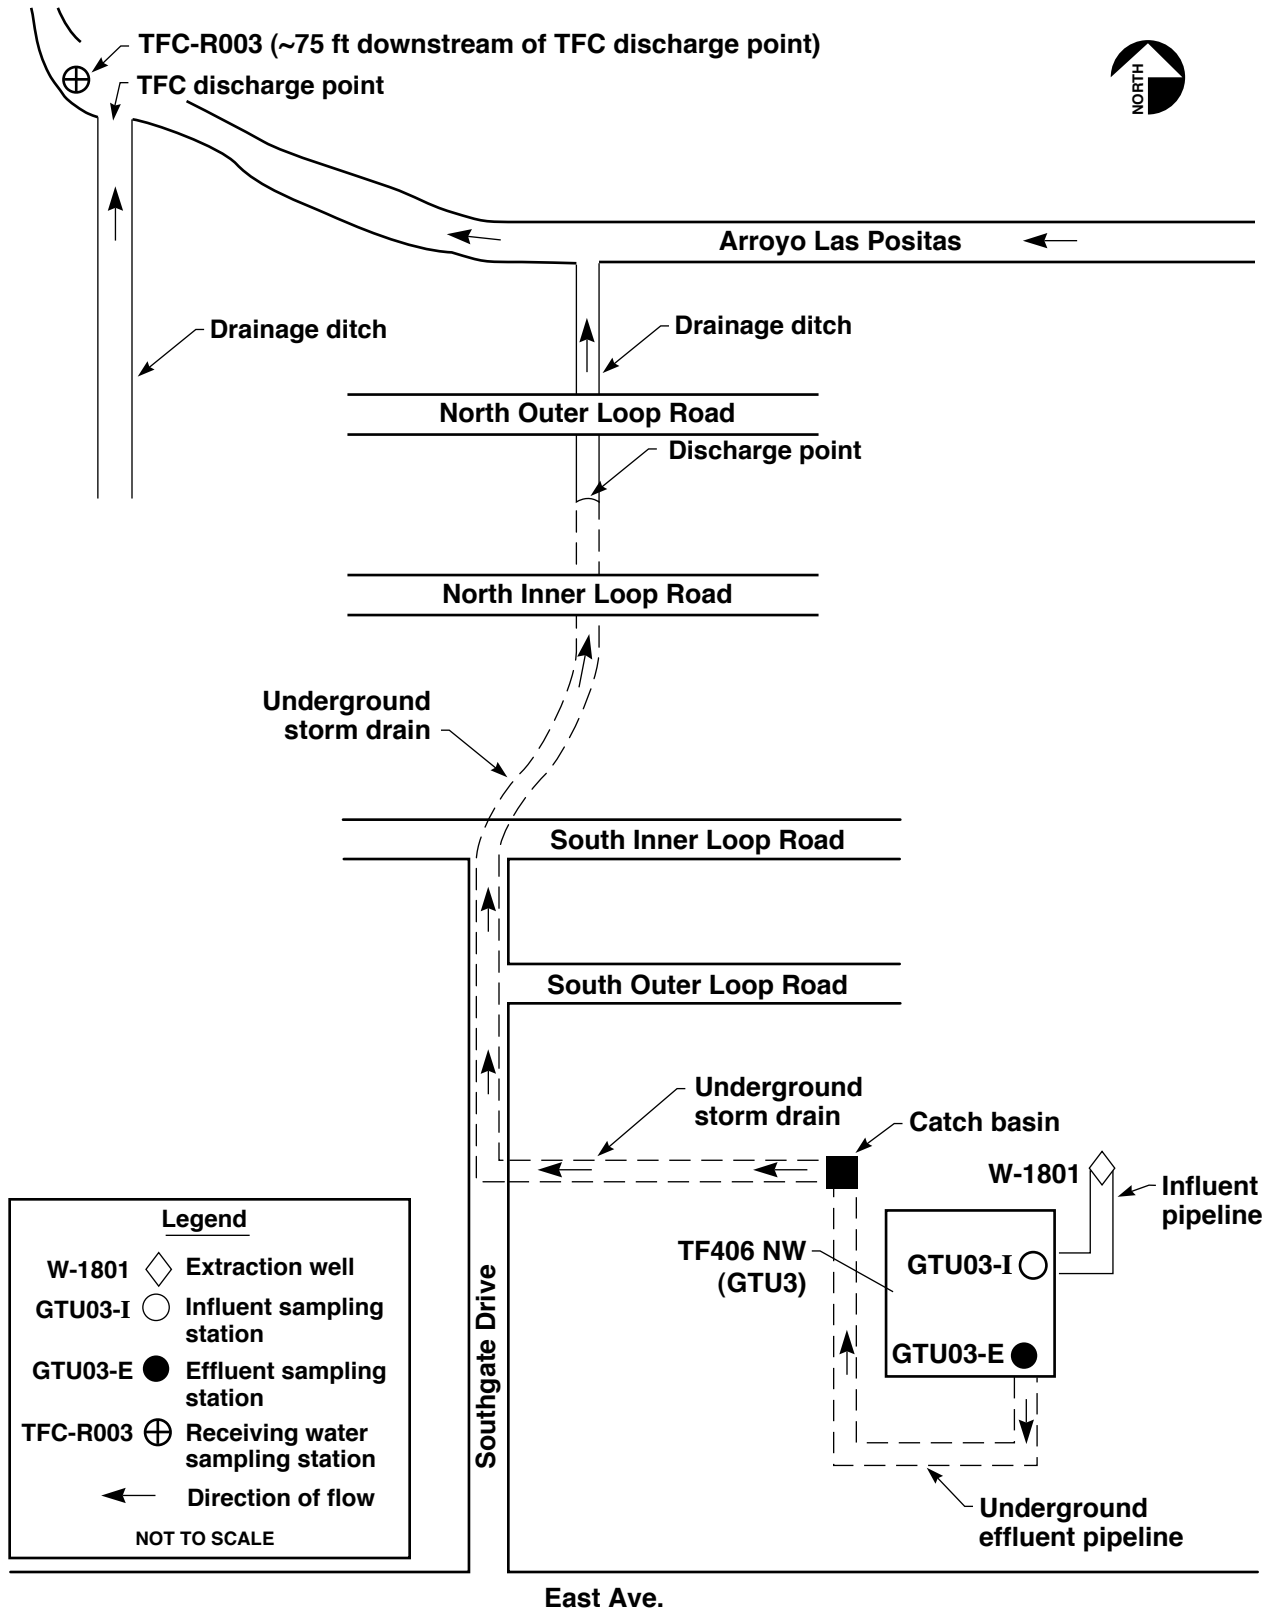 TFC-R003 (~75 ft downstream of TFC discharge point)
TFC discharge point
NORTH
Arroyo Las Positas
Drainage ditch
Drainage ditch
North Outer Loop Road
Discharge point
North Inner Loop Road
Underground
storm drain
South Inner Loop Road
South Outer Loop Road
Underground
storm drain
Catch basin
W-1801
Influent
pipeline
TF406 NW
(GTU3)
GTU03-I
GTU03-E
Southgate Drive
Underground
effluent pipeline
Legend
W-1801 Extraction well
GTU03-I Influent sampling
station
GTU03-E Effluent sampling
station
TFC-R003 Receiving water
sampling station
Direction of flow
NOT TO SCALE
East Ave.